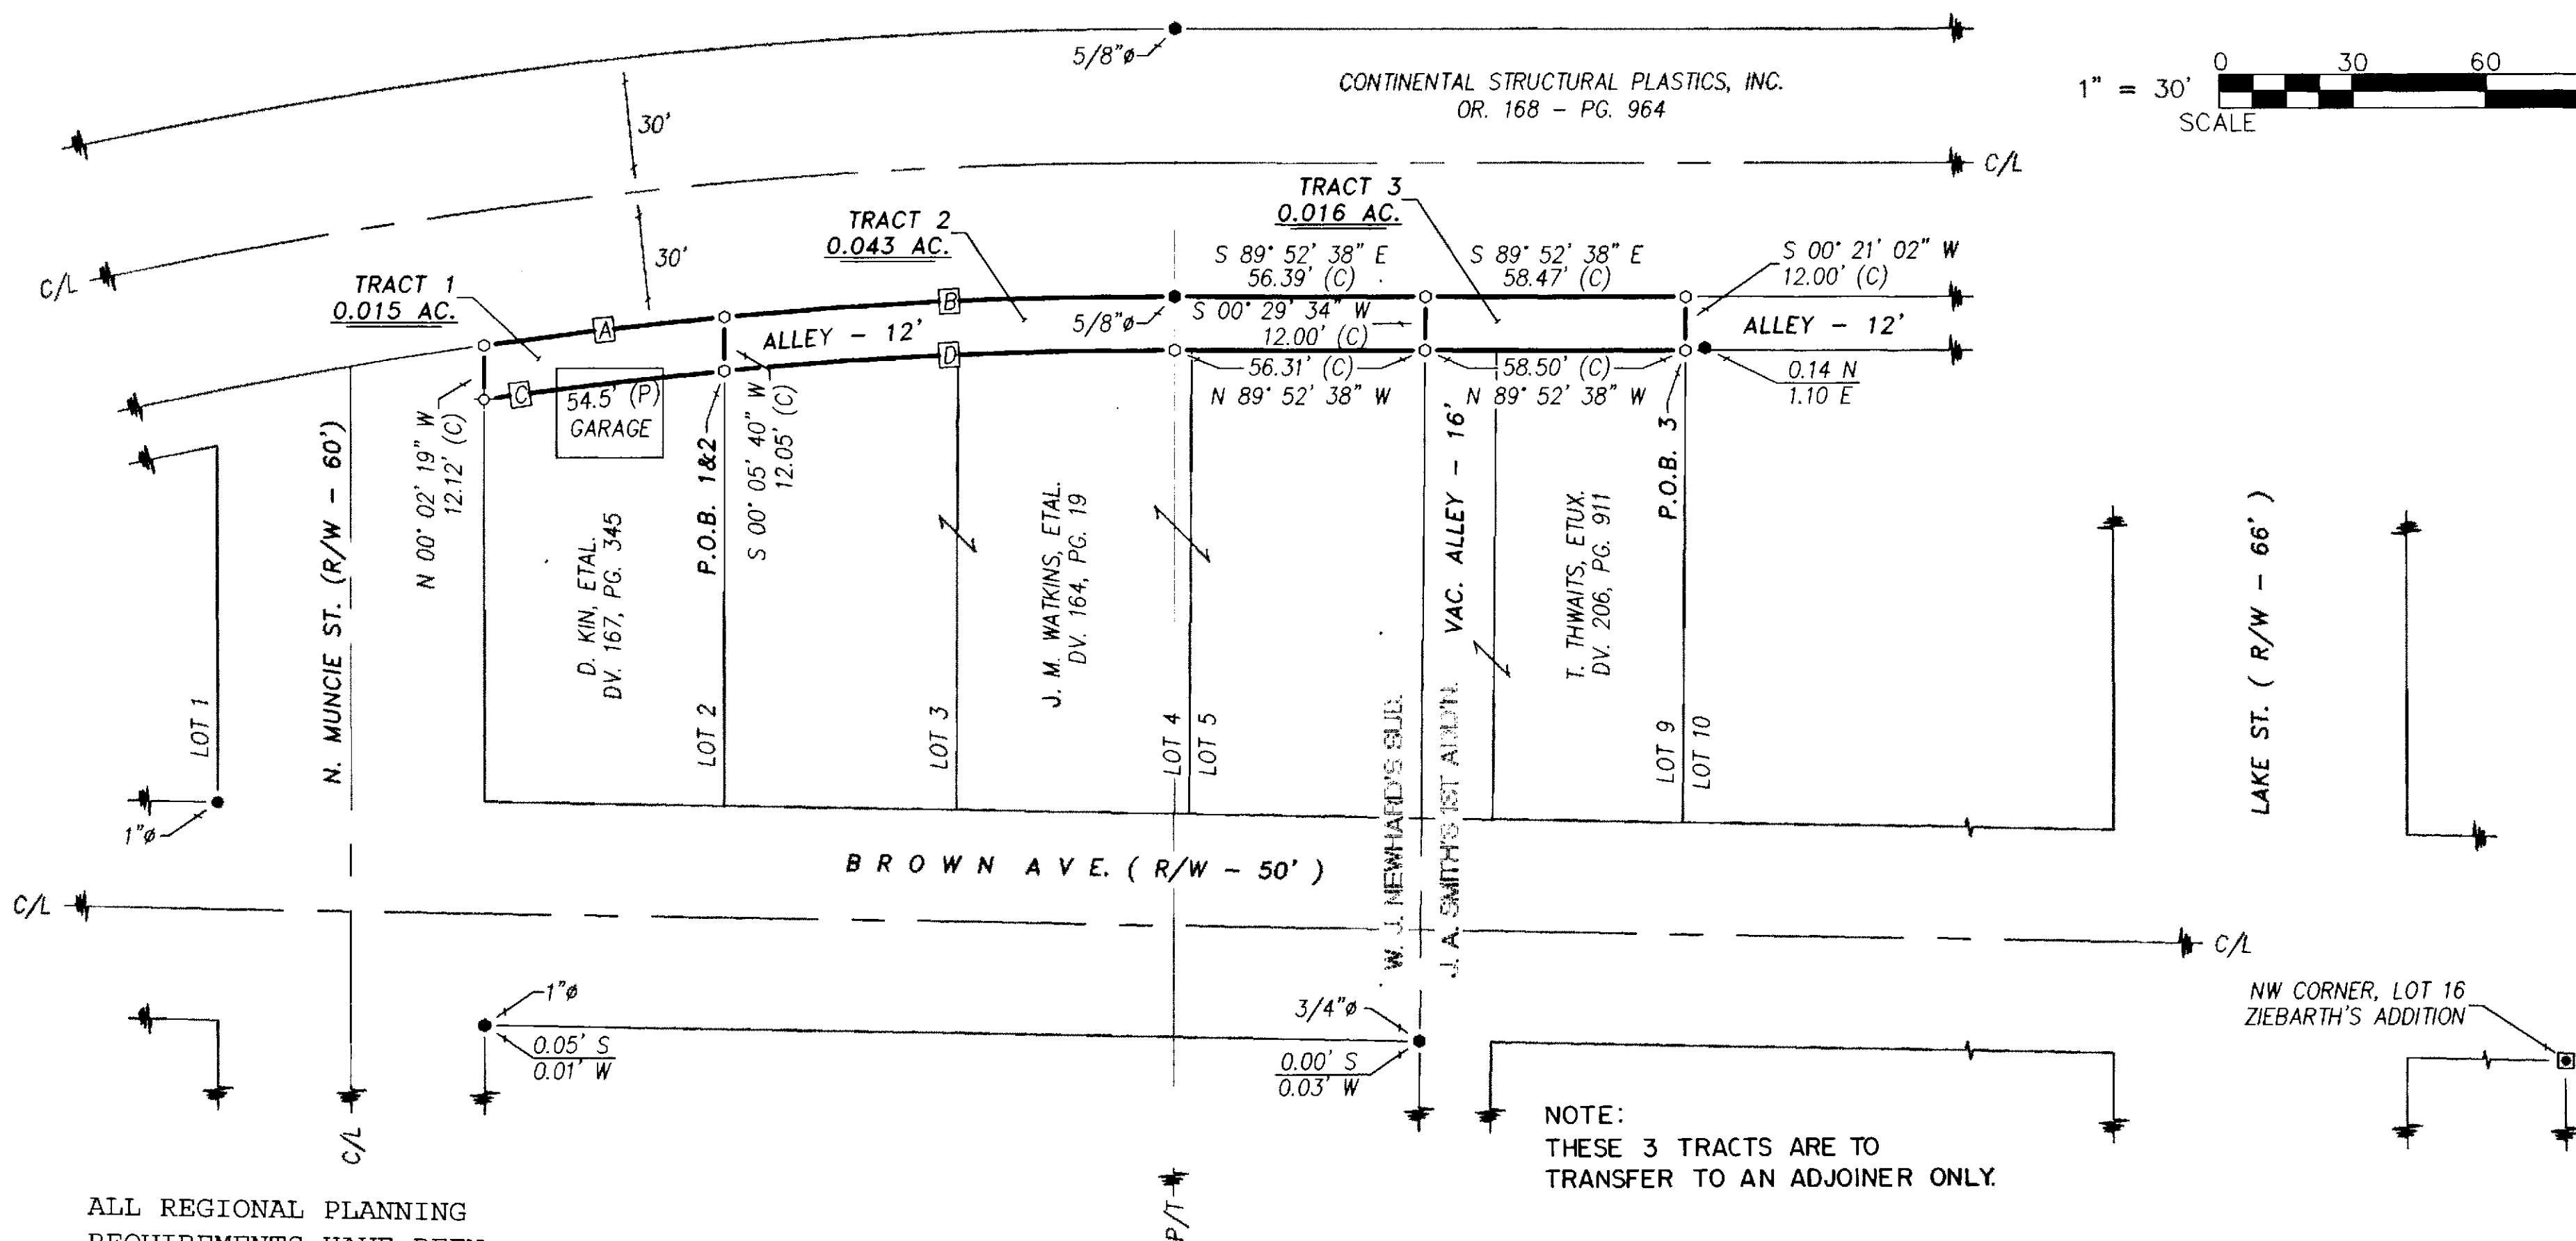 5/8"ø
CONTINENTAL STRUCTURAL PLASTICS, INC.
OR. 168 - PG. 964
1" = 30'
0 30 60
SCALE
30'
C/L
TRACT 3
0.016 AC.
TRACT 2
0.043 AC.
30'
C/L
TRACT 1
0.015 AC.
S 89° 52' 38" E
56.39' (C)
S 89° 52' 38" E
58.47' (C)
S 00° 21' 02" W
12.00' (C)
A
B
5/8"ø
S 00° 29' 34" W
12.00' (C)
ALLEY - 12'
ALLEY - 12'
C
D
54.5' (P)
GARAGE
56.31' (C)
N 89° 52' 38" W
58.50' (C)
N 89° 52' 38" W
0.14 N
1.10 E
N 00° 02' 19" W
12.12' (C)
P.O.B. 1&2
S 00° 05' 40" W
12.05' (C)
P.O.B. 3
N. MUNCIE ST. (R/W - 60')
D. KIN, ETAL.
DV. 167, PG. 345
J. M. WATKINS, ETAL.
DV. 164, PG. 19
VAC. ALLEY - 16'
T. THWAITS, ETUX.
DV. 206, PG. 911
LAKE ST. ( R/W - 66' )
LOT 1
LOT 2
LOT 3
LOT 4
LOT 5
LOT 9
LOT 10
W. J. NEWHARD'S SUB.
J. A. SMITH'S 1ST ADD'N.
1"ø
BROWN AVE. ( R/W - 50' )
C/L
C/L
1"ø
0.05' S
0.01' W
3/4"ø
0.00' S
0.03' W
NW CORNER, LOT 16
ZIEBARTH'S ADDITION
C/L
P/T
NOTE:
THESE 3 TRACTS ARE TO
TRANSFER TO AN ADJOINER ONLY.
ALL REGIONAL PLANNING
REQUIREMENTS HAVE BEEN